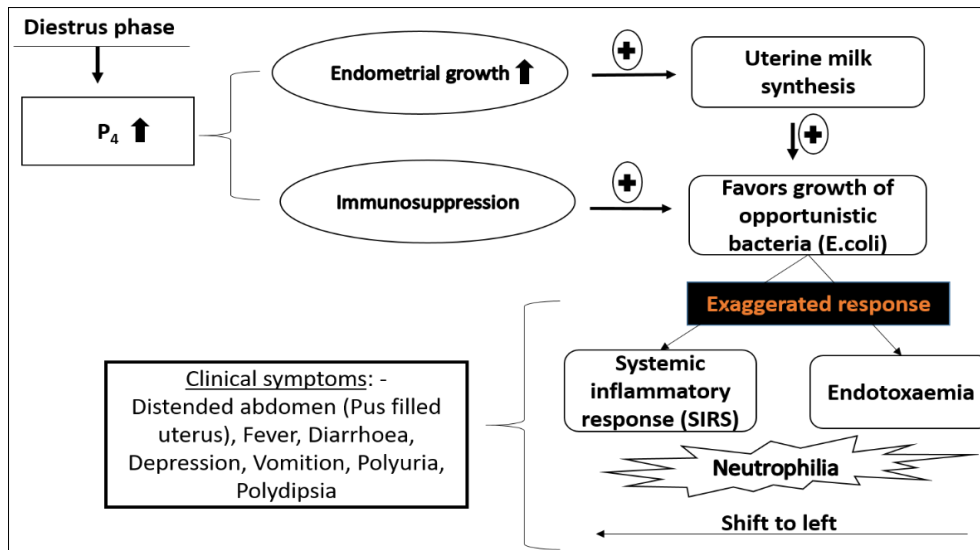 Diestrus phase
P₄
Endometrial growth
Uterine milk
synthesis
Immunosuppression
Favors growth of
opportunistic
bacteria (E.coli)
Exaggerated response
Systemic
inflammatory
response (SIRS)
Endotoxaemia
Clinical symptoms: -
Distended abdomen (Pus filled
uterus), Fever, Diarrhoea,
Depression, Vomition, Polyuria,
Polydipsia
Neutrophilia
Shift to left